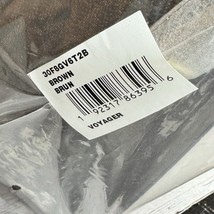 30F8GV6T2B
BROWN
BRUN
1 92317 86395 6
VOYAGER